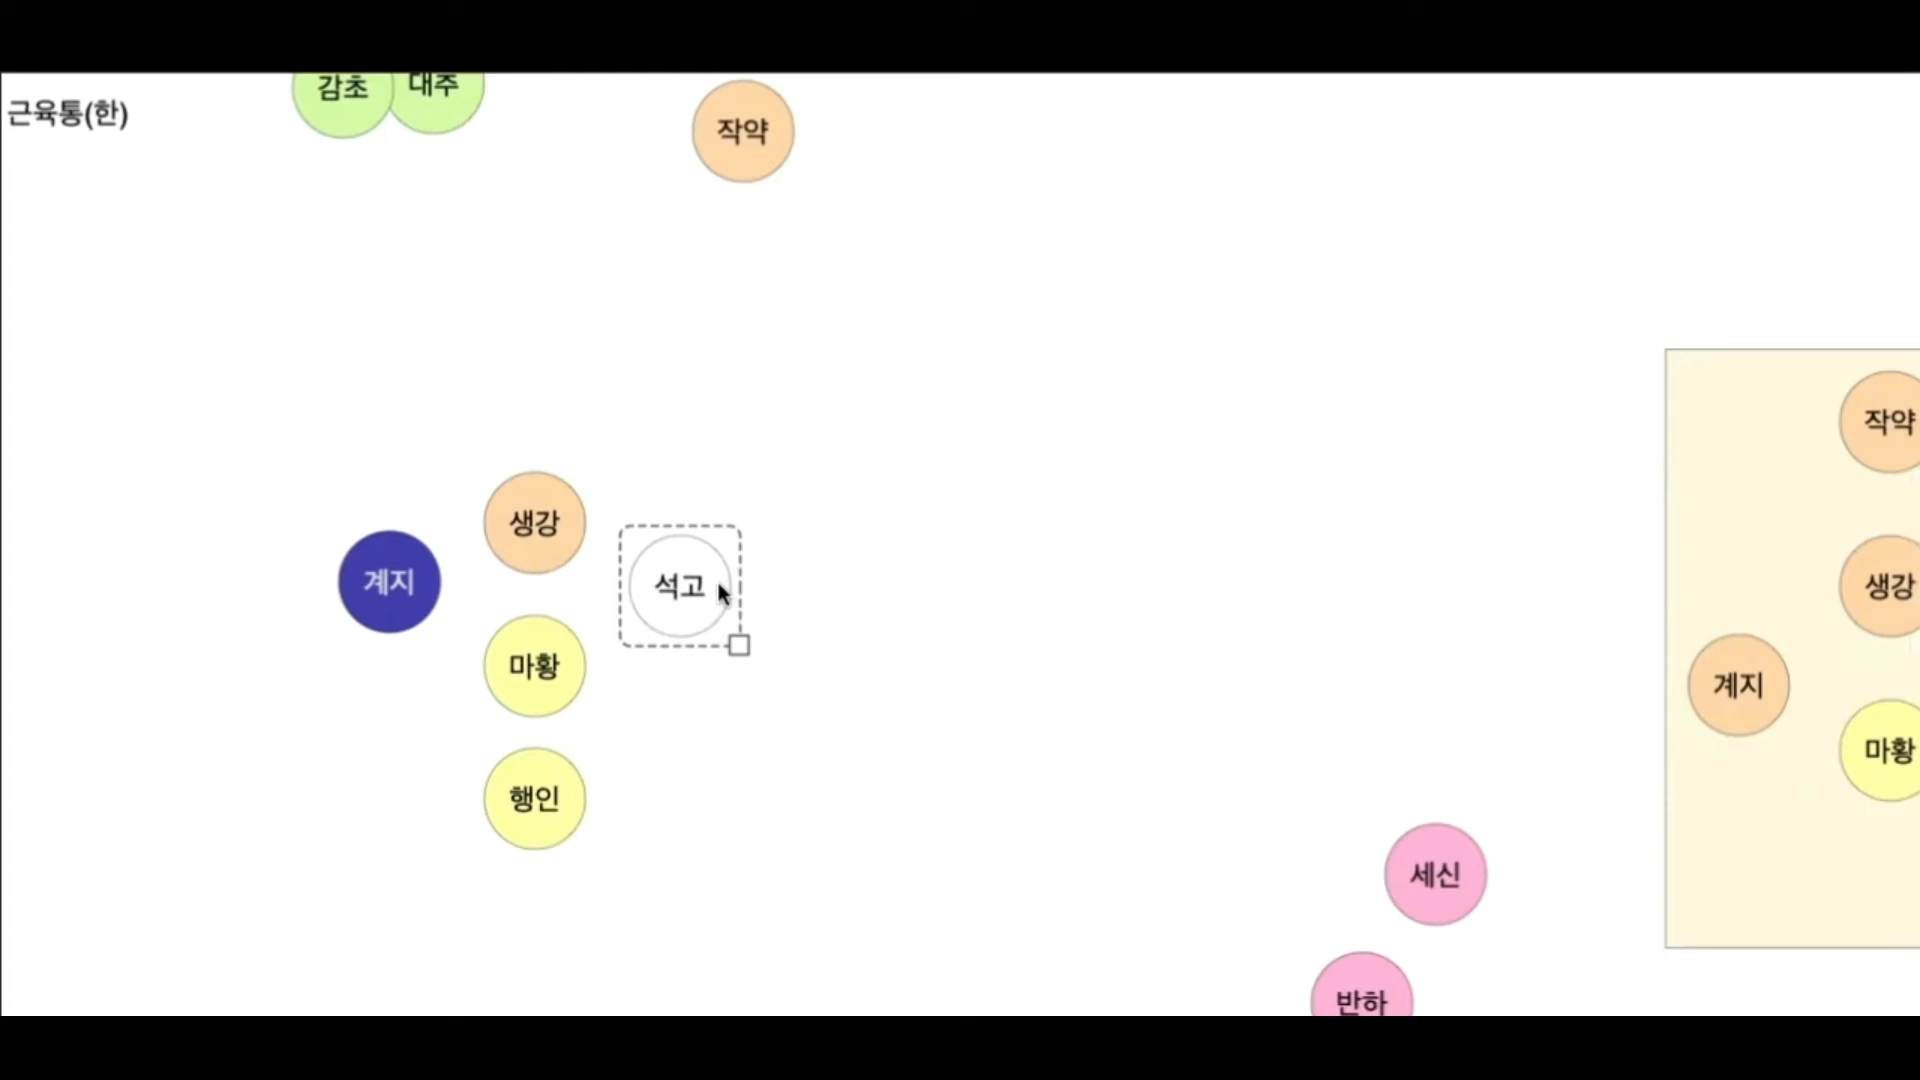 감초
대추
근육통(한)
작약
작약
생강
계지
석고
생강
마황
계지
마황
행인
세신
반하